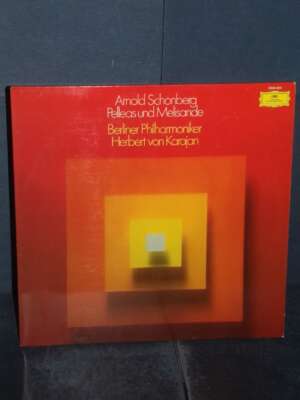 Arnold Schönberg
Pelleas und Melisande
Berliner Philharmoniker
Herbert von Karajan